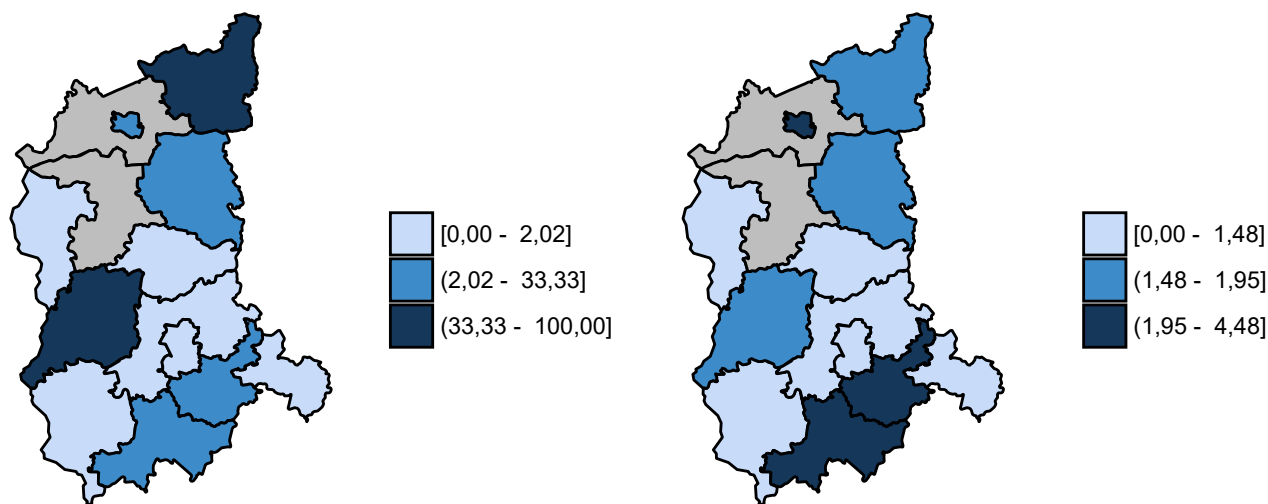 [0,00 -  2,02]
(2,02 -  33,33]
(33,33 -  100,00]
[0,00 -  1,48]
(1,48 -  1,95]
(1,95 -  4,48]